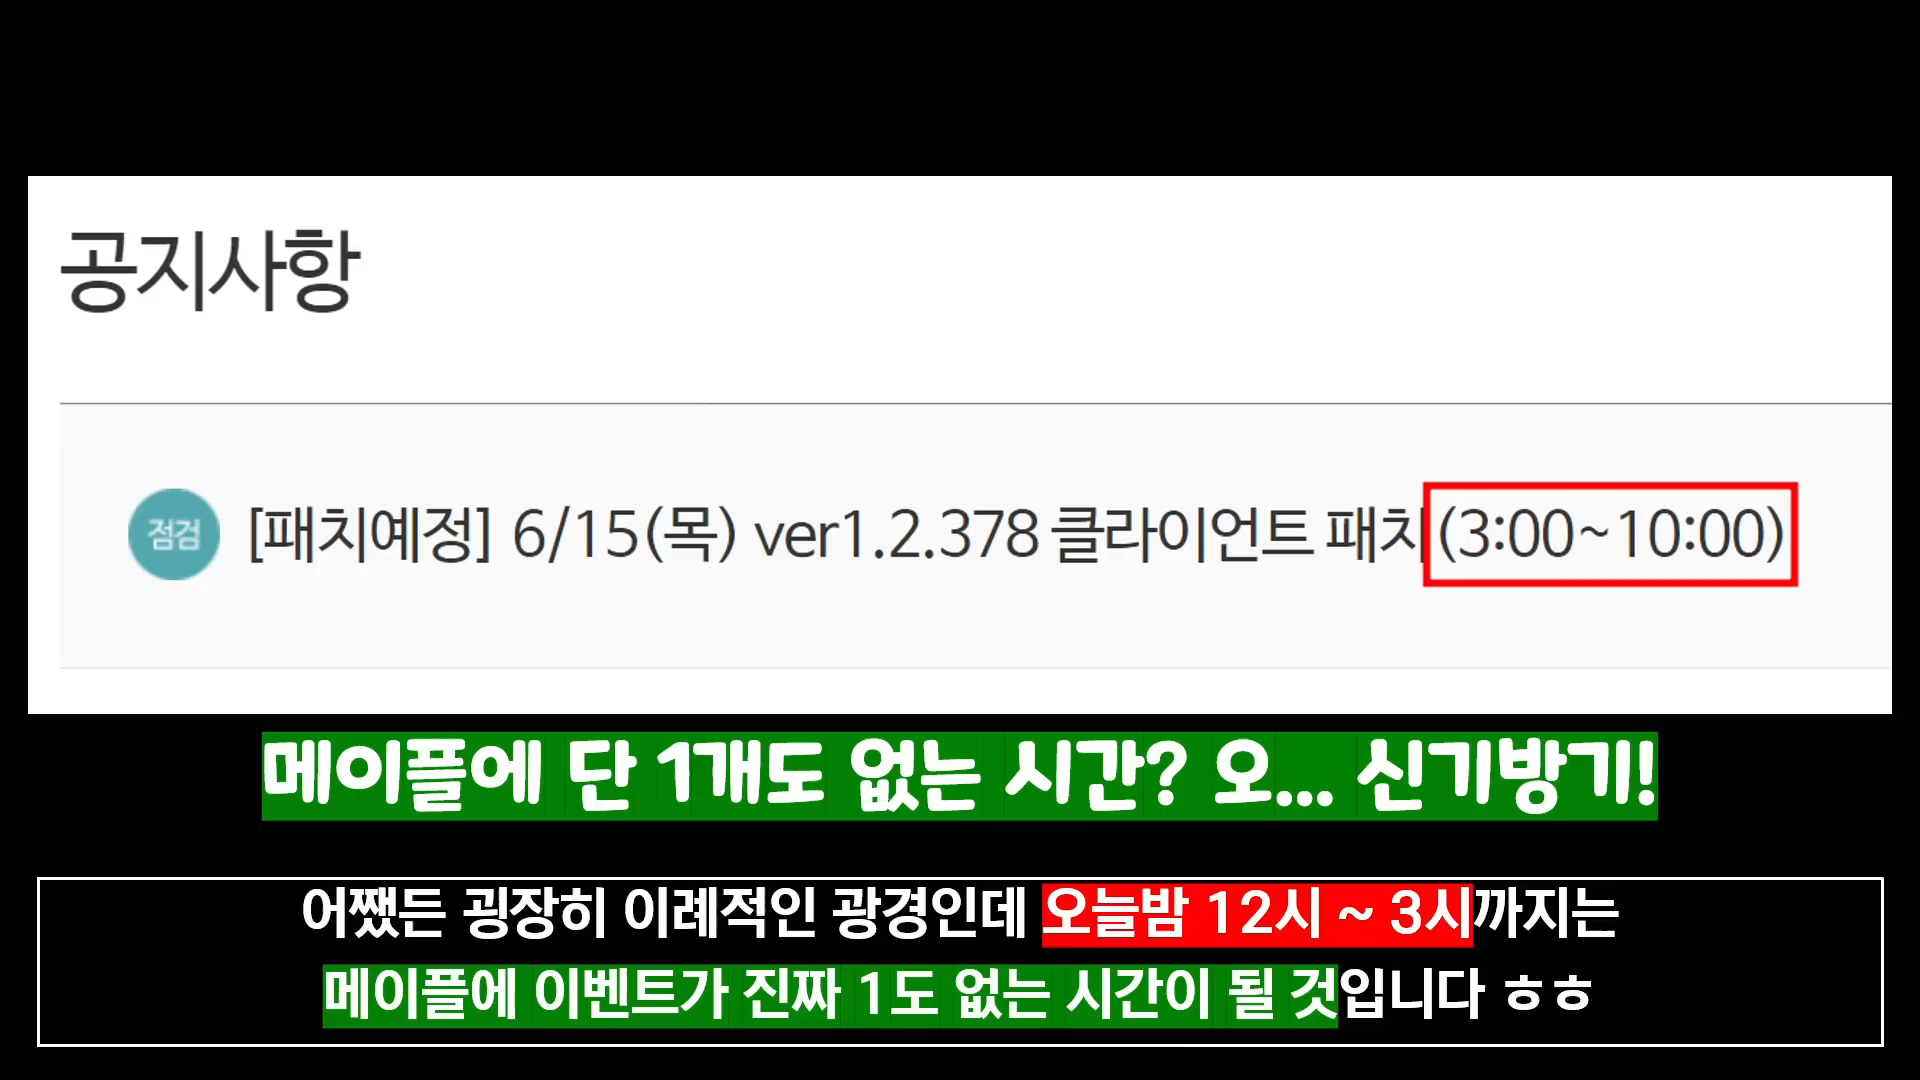 공지사항
점검 [패치예정] 6/15(목) ver1.2.378 클라이언트 패치 (3:00~10:00)
메이플에 단 1개도 없는 시간? 오... 신기방기!
어쨌든 굉장히 이례적인 광경인데 오늘밤 12시 ~ 3시까지는
메이플에 이벤트가 진짜 1도 없는 시간이 될 것입니다 ㅎㅎ